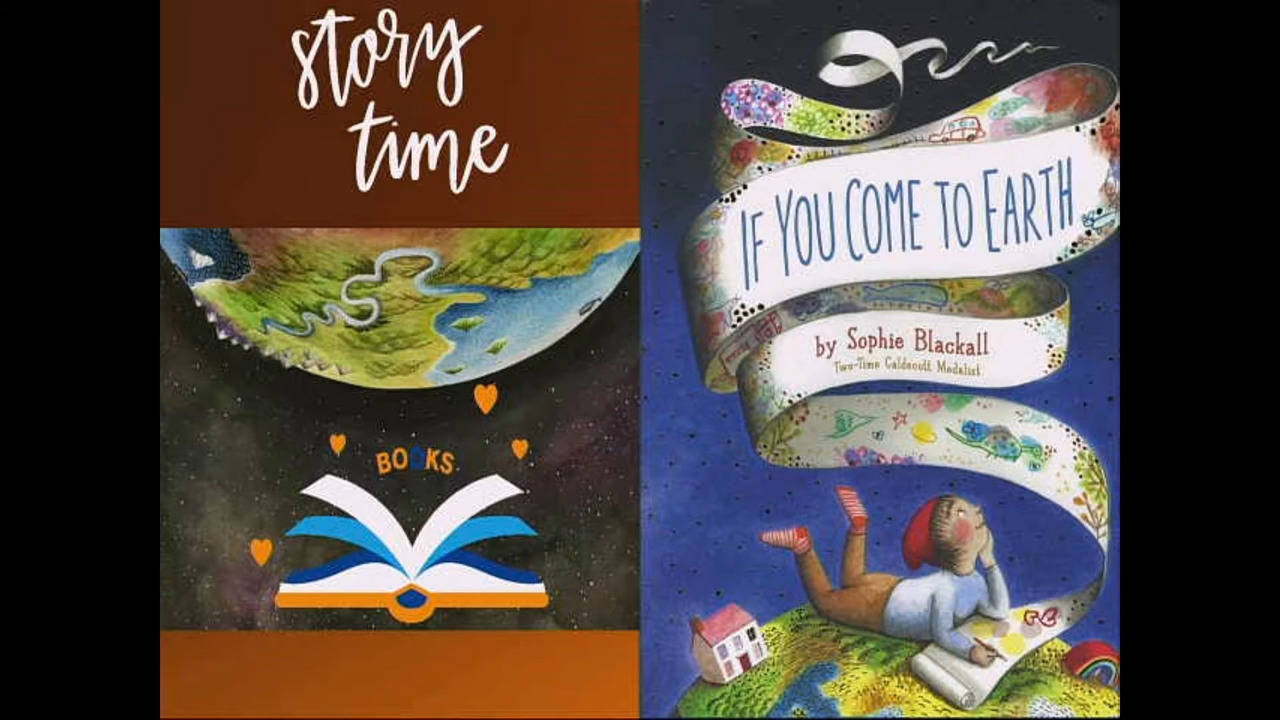 story
time
BOOKS
IF YOU COME TO EARTH
by Sophie Blackall
Two-Time Caldecott Medalist